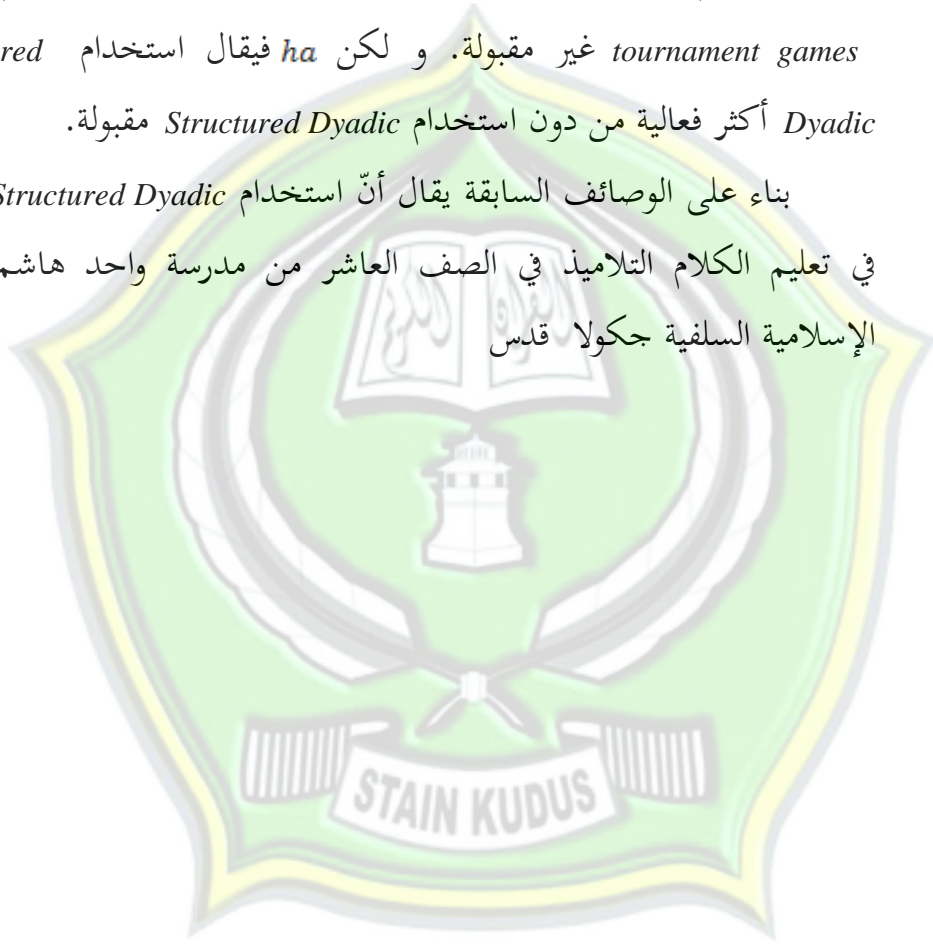 tournament games غير مقبولة. و لكن ha فيقال استخدام
Dyadic أكثر فعالية من دون استخدام Structured Dyadic مقبولة.
بناء على الوصائف السابقة يقال أنّ استخدام Structured Dyadic
في تعليم الكلام التلاميذ في الصف العاشر من مدرسة واحد هاشم
الإسلامية السلفية جكولا قدس
STAIN KUDUS